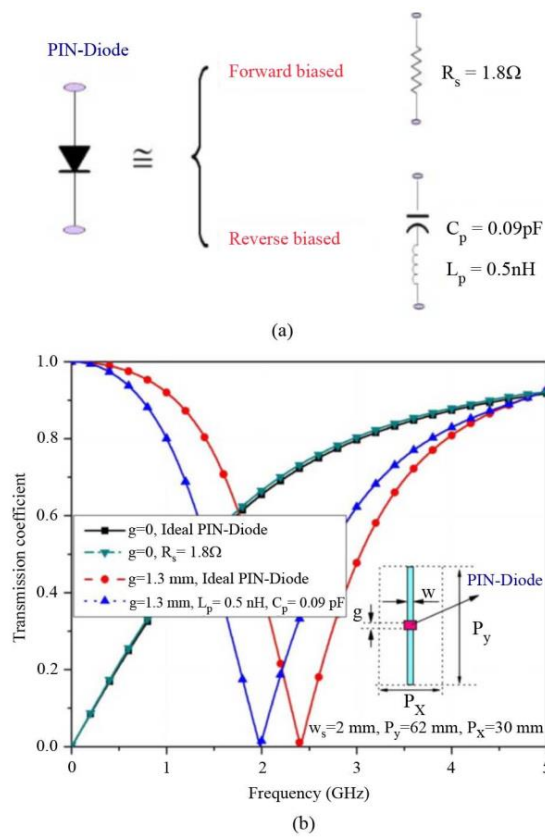 (a)
PIN-Diode
≅
Forward biased
R_s = 1.8Ω
Reverse biased
C_p = 0.09pF
L_p = 0.5nH
(a)
1.0
0.8
0.6
0.4
0.2
0.0
Transmission coefficient
g=0, Ideal PIN-Diode
g=0, R_s= 1.8Ω
g=1.3 mm, Ideal PIN-Diode
g=1.3 mm, L_p= 0.5 nH, C_p= 0.09 pF
PIN-Diode
w
g
P_y
P_X
w_s=2 mm, P_y=62 mm, P_X=30 mm
0
1
2
3
4
5
Frequency (GHz)
(b)